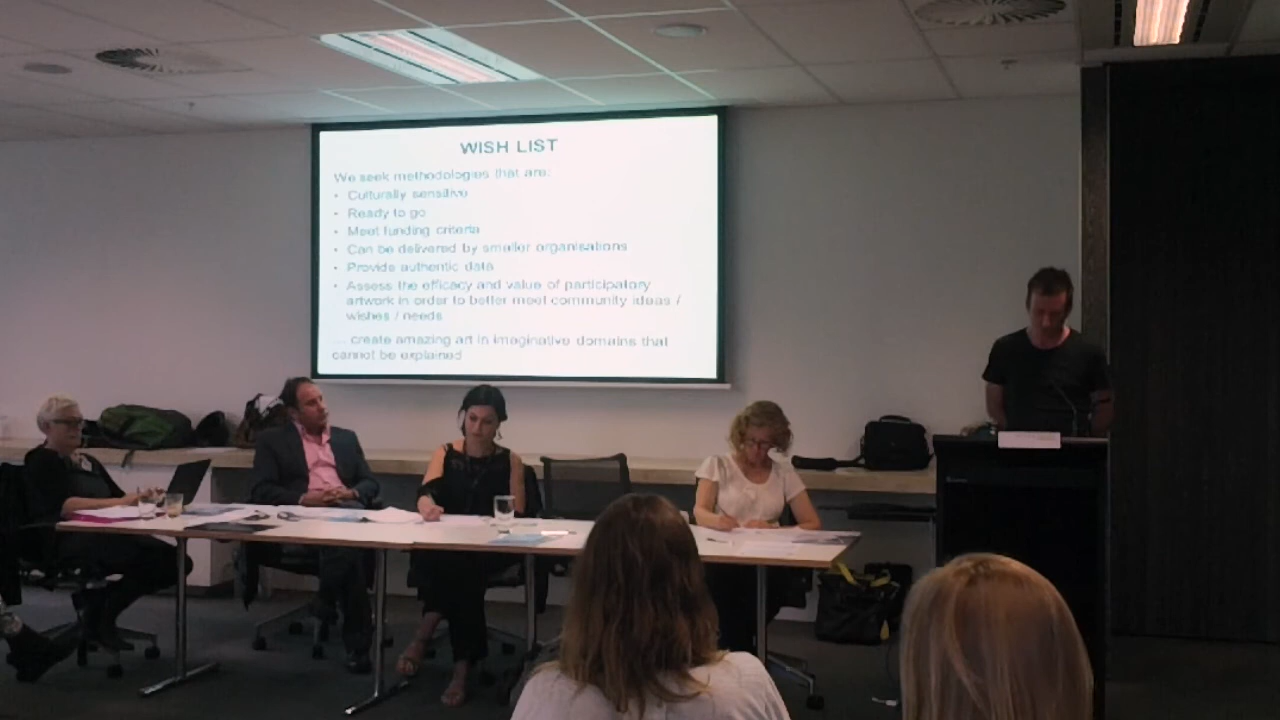 WISH LIST
We seek methodologies that are:
• Culturally sensitive
• Ready to go
• Meet funding criteria
• Can be delivered by smaller organisations
• Provide authentic data
• Assess the efficacy and value of participatory
artwork in order to better meet community ideas /
wishes / needs
... create amazing art in imaginative domains that
cannot be explained